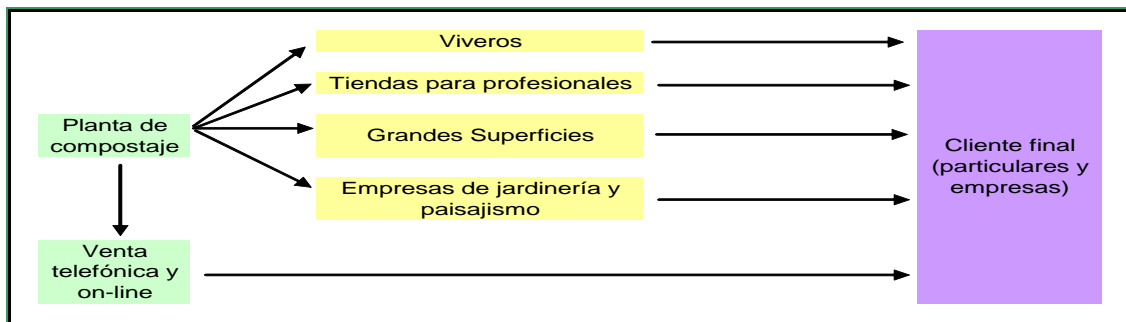 Viveros
Tiendas para profesionales
Planta de
compostaje
Grandes Superficies
Empresas de jardinería y
paisajismo
Venta
telefónica y
on-line
Cliente final
(particulares y
empresas)